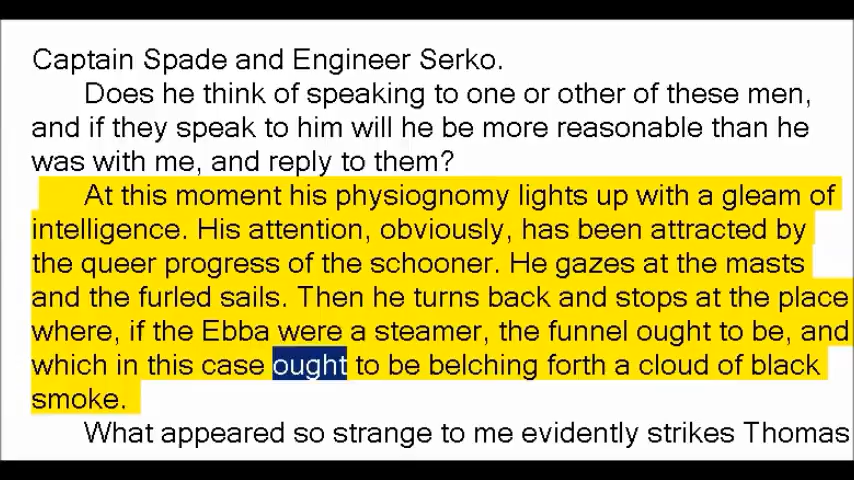 Captain Spade and Engineer Serko.
Does he think of speaking to one or other of these men,
and if they speak to him will he be more reasonable than he
was with me, and reply to them?
At this moment his physiognomy lights up with a gleam of
intelligence. His attention, obviously, has been attracted by
the queer progress of the schooner. He gazes at the masts
and the furled sails. Then he turns back and stops at the place
where, if the Ebba were a steamer, the funnel ought to be, and
which in this case ought to be belching forth a cloud of black
smoke.
What appeared so strange to me evidently strikes Thomas